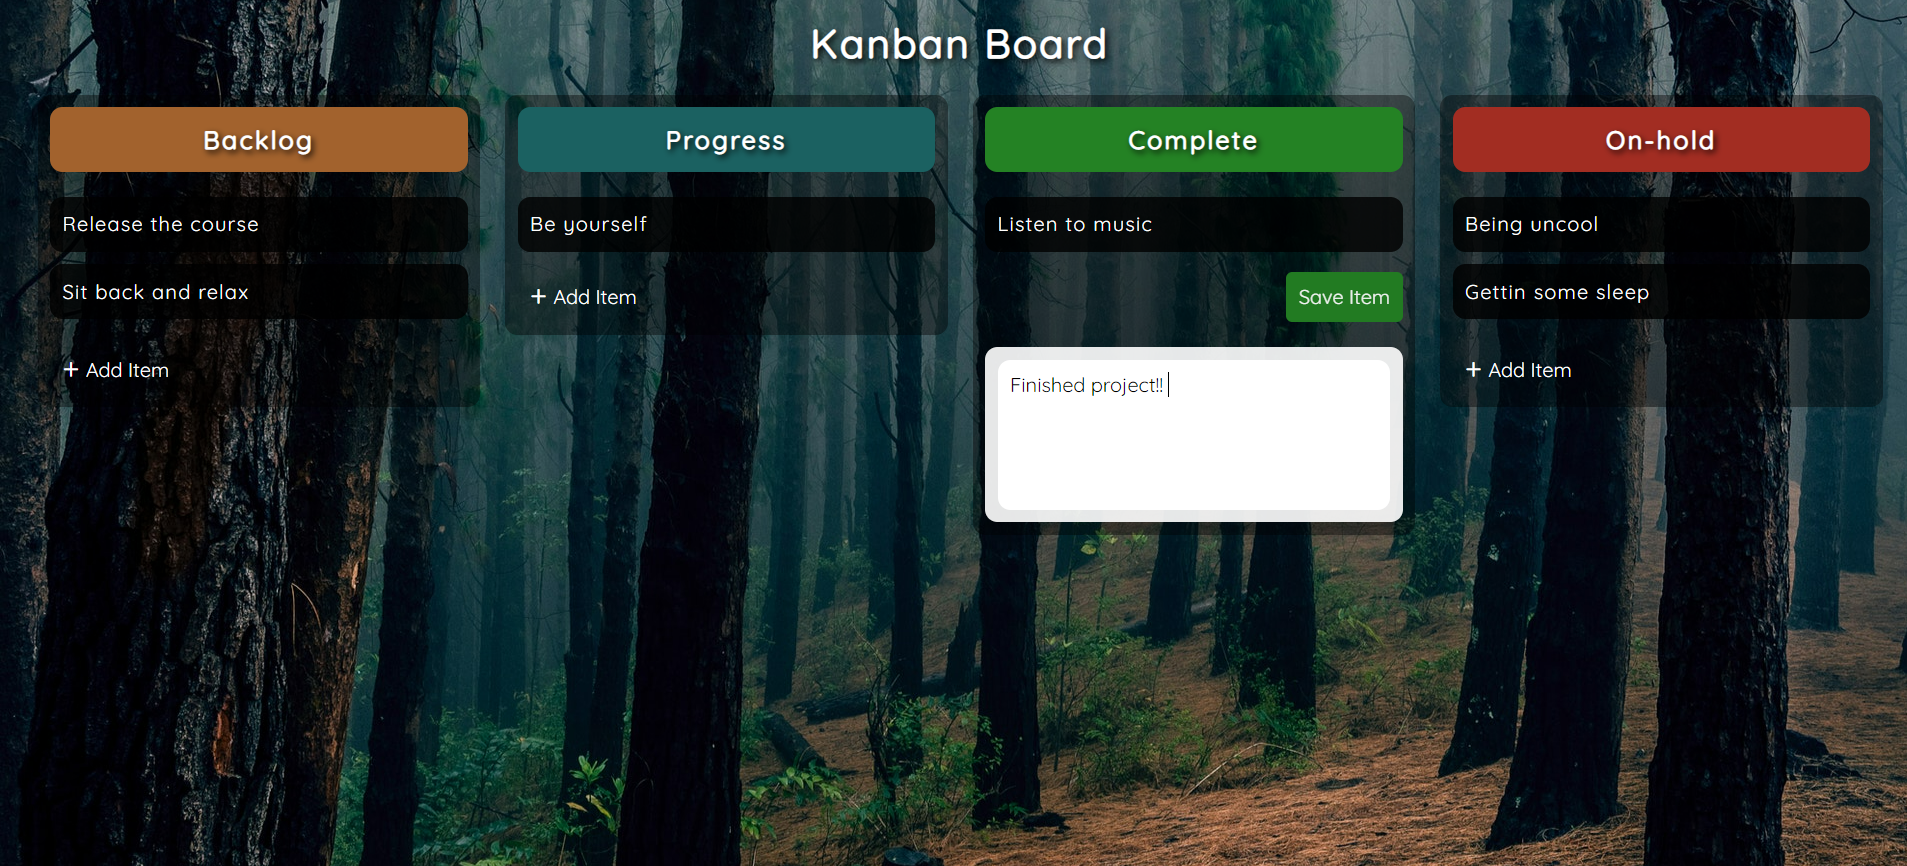 Kanban Board
Backlog
Release the course
Sit back and relax
+ Add Item
Progress
Be yourself
+ Add Item
Complete
Listen to music
Save Item
Finished project!!
On-hold
Being uncool
Gettin some sleep
+ Add Item